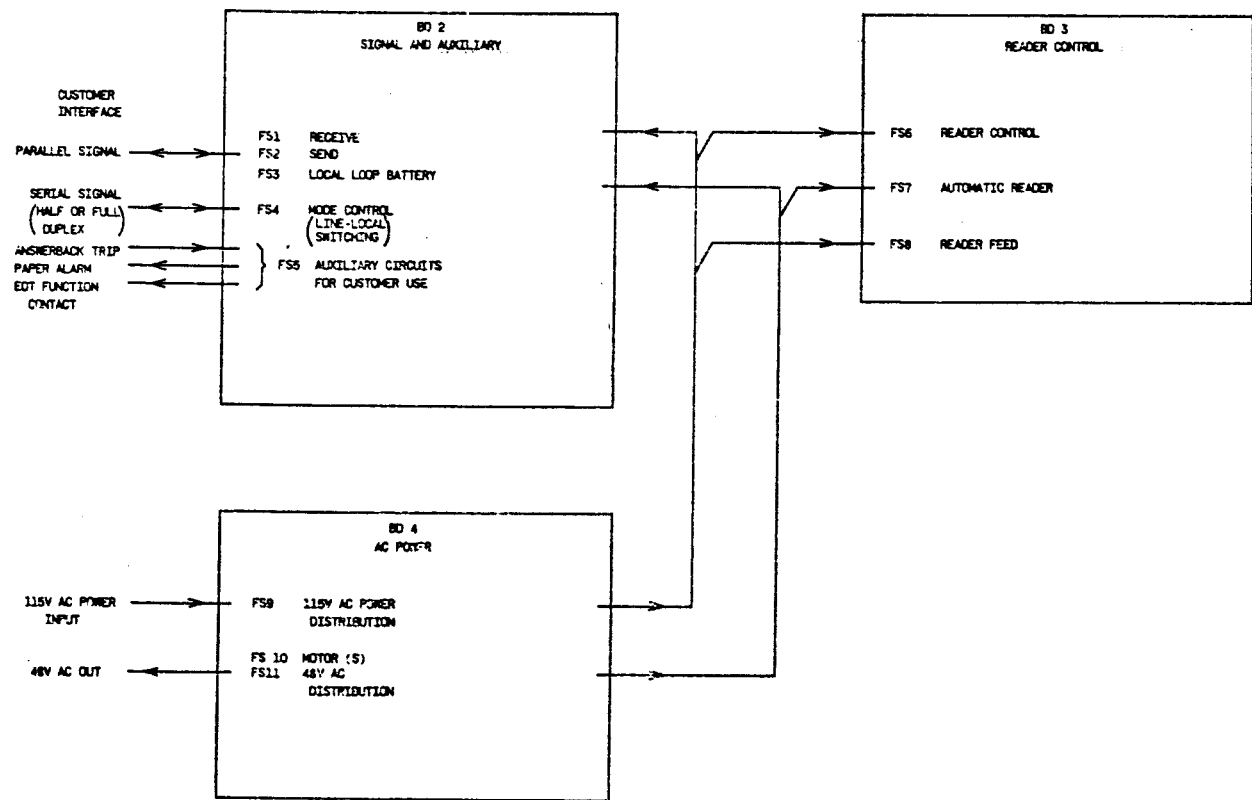 BD 2
SIGNAL AND AUXILIARY
CUSTOMER
INTERFACE
FS1 RECEIVE
PARALLEL SIGNAL
FS2 SEND
FS3 LOCAL LOOP BATTERY
SERIAL SIGNAL
(HALF OR FULL)
DUPLEX
FS4 MODE CONTROL
(LINE-LOCAL
SWITCHING)
ANSWERBACK TRIP
PAPER ALARM
EOT FUNCTION
CONTACT
} FS5 AUXILIARY CIRCUITS
FOR CUSTOMER USE
BD 3
READER CONTROL
FS6 READER CONTROL
FS7 AUTOMATIC READER
FS8 READER FEED
BD 4
AC POWER
115V AC POWER
INPUT
FS9 115V AC POWER
DISTRIBUTION
FS 10 MOTOR (S)
48V AC OUT
FS11 48V AC
DISTRIBUTION